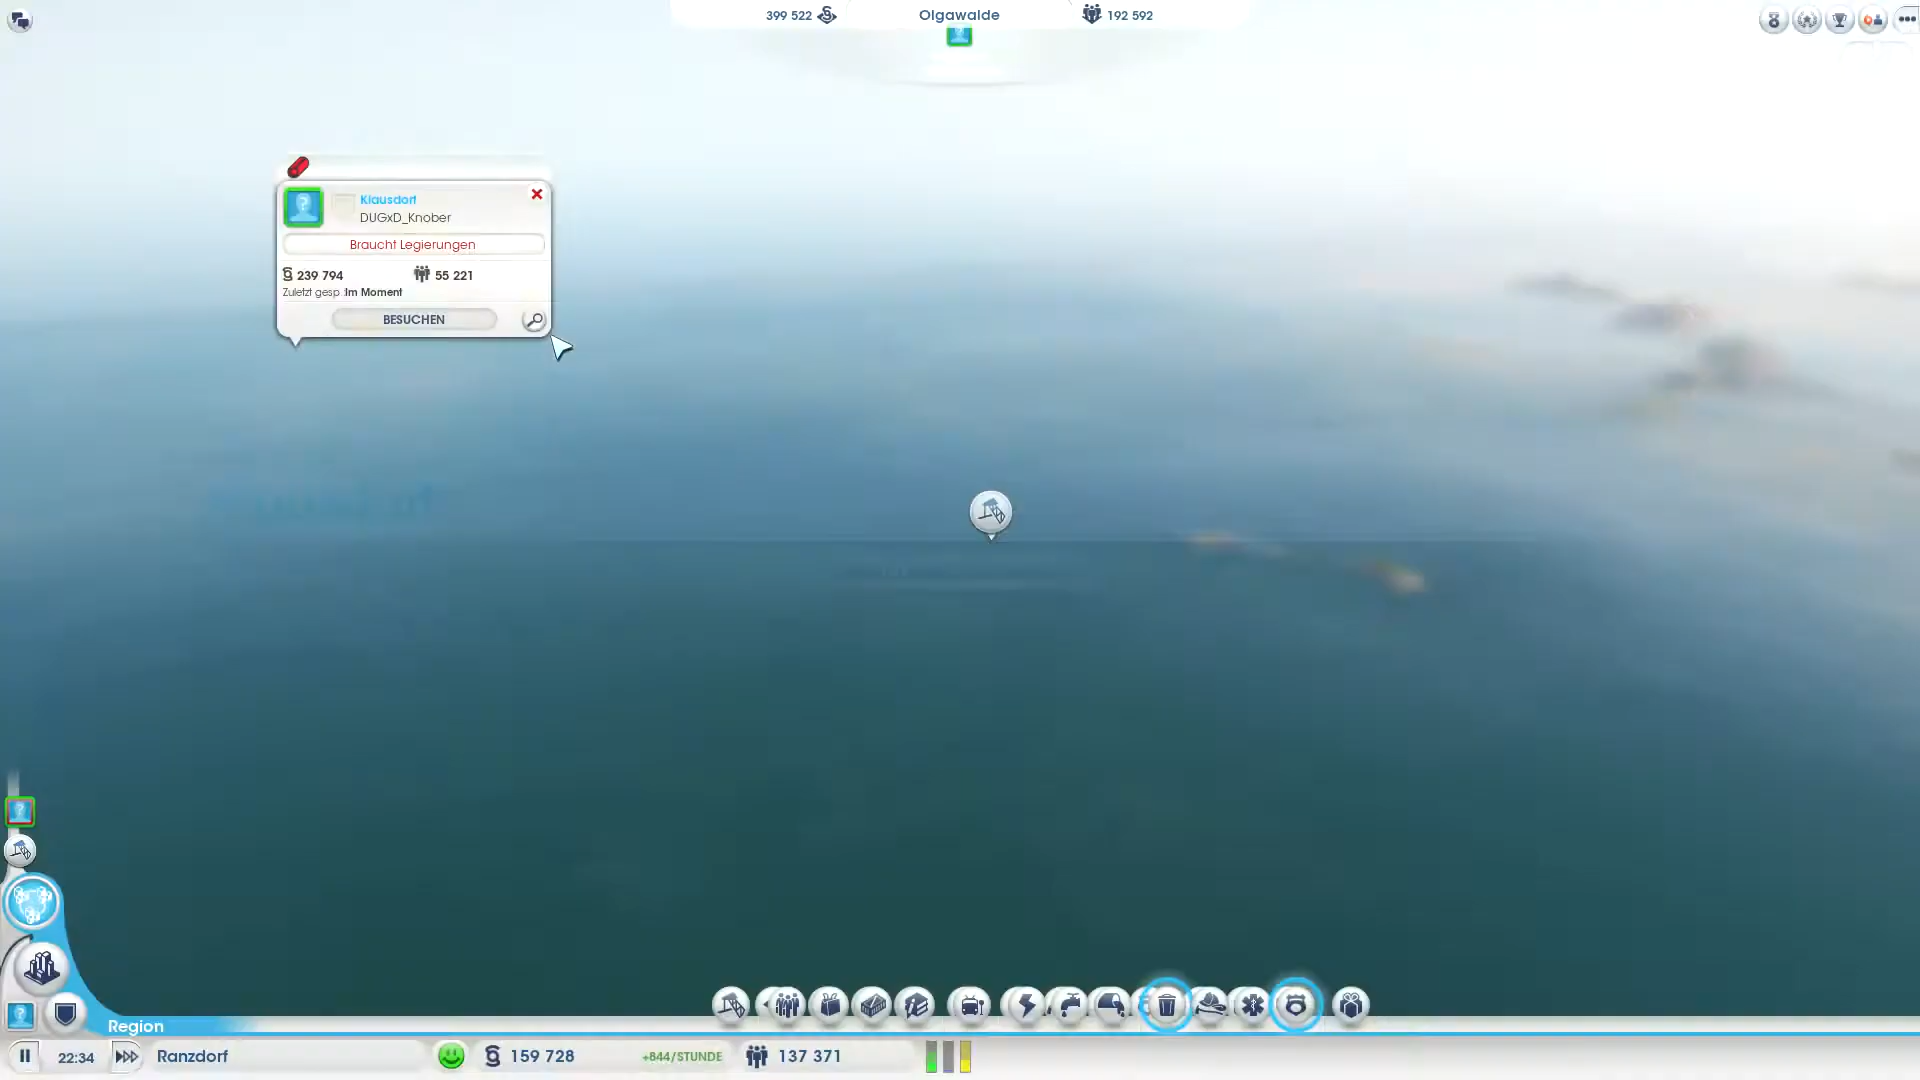 399 522
Olgawalde
192 592
Klausdorf
DUGxD_Knober
Braucht Legierungen
239 794
55 221
Zuletzt gesp.:Im Moment
BESUCHEN
Region
22:34
Ranzdorf
159 728
+844/STUNDE
137 371